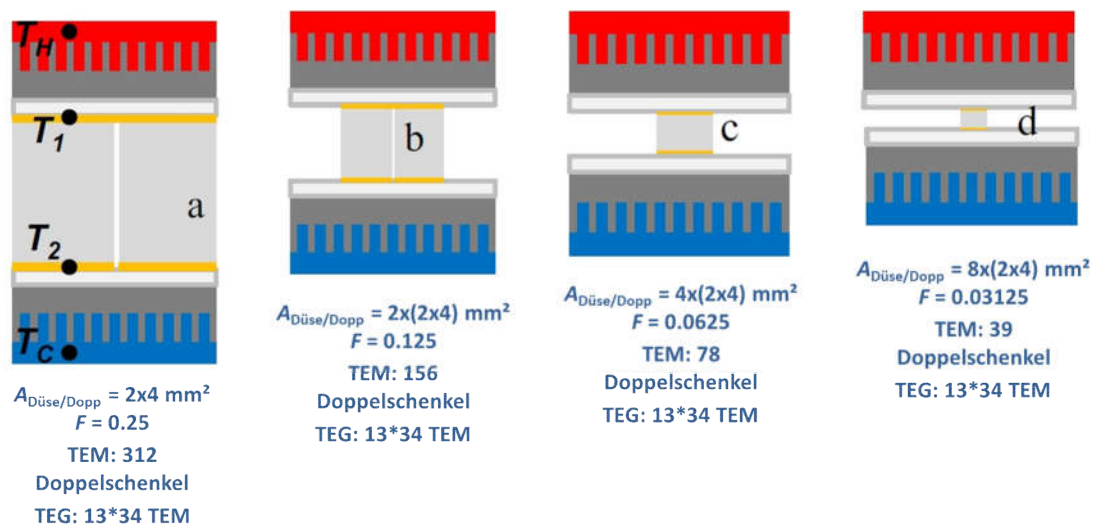 T_H
T_1
a
T_2
T_C
A_Düse/Dopp = 2x4 mm²
F = 0.25
TEM: 312
Doppelschenkel
TEG: 13*34 TEM
b
A_Düse/Dopp = 2x(2x4) mm²
F = 0.125
TEM: 156
Doppelschenkel
TEG: 13*34 TEM
c
A_Düse/Dopp = 4x(2x4) mm²
F = 0.0625
TEM: 78
Doppelschenkel
TEG: 13*34 TEM
d
A_Düse/Dopp = 8x(2x4) mm²
F = 0.03125
TEM: 39
Doppelschenkel
TEG: 13*34 TEM